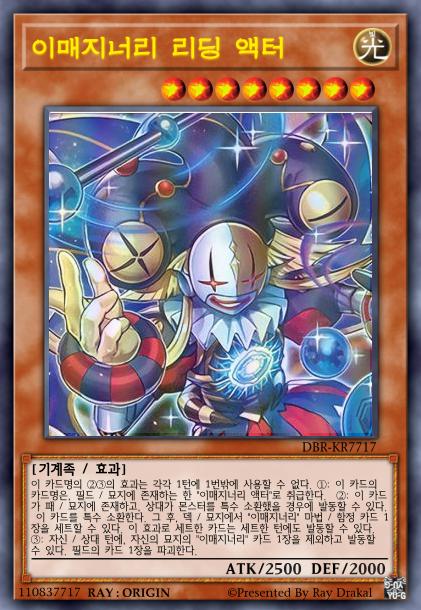 이매지너리 리딩 액터
光
DBR-KR7717
[기계족 / 효과]
이 카드명의 ②③의 효과는 각각 1턴에 1번밖에 사용할 수 없다. ①: 이 카드의
카드명은, 필드 / 묘지에 존재하는 한 "이매지너리 액터"로 취급한다. ②: 이 카드
가 패 / 묘지에 존재하고, 상대가 몬스터를 특수 소환했을 경우에 발동할 수 있다.
이 카드를 특수 소환한다. 그 후, 덱 / 묘지에서 "이매지너리" 마법 / 함정 카드 1
장을 세트할 수 있다. 이 효과로 세트한 카드는 세트한 턴에도 발동할 수 있다.
③: 자신 / 상대 턴에, 자신의 묘지의 "이매지너리" 카드 1장을 제외하고 발동할
수 있다. 필드의 카드 1장을 파괴한다.
ATK/2500 DEF/2000
110837717 RAY: ORIGIN ©Presented By Ray Drakal